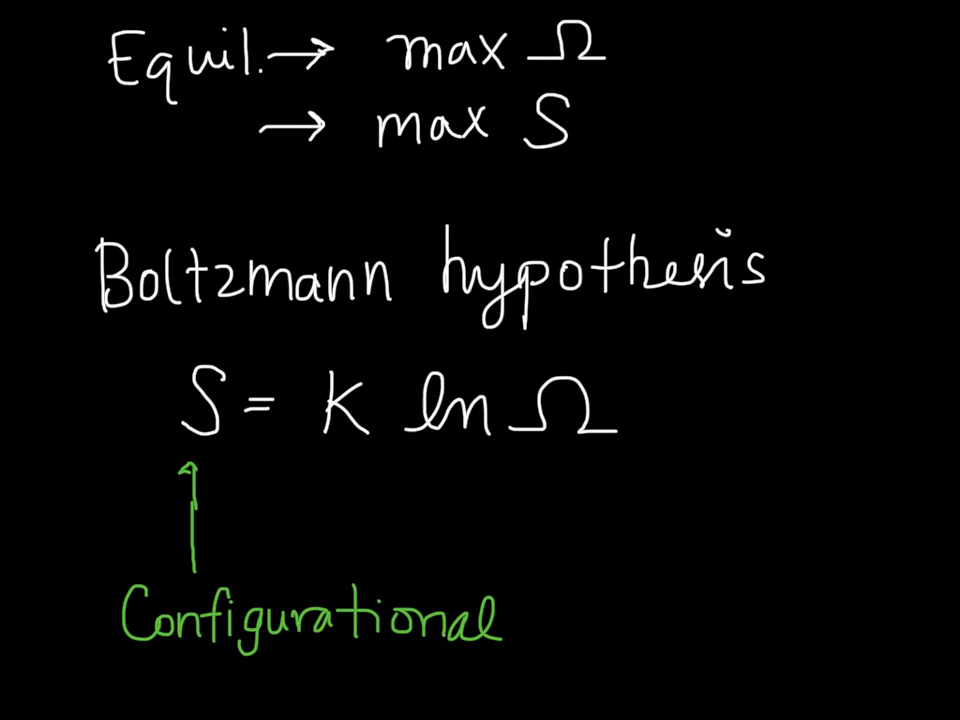 Equil. → max Ω
→ max S
Boltzmann hypothesis
S = K ln Ω
Configurational